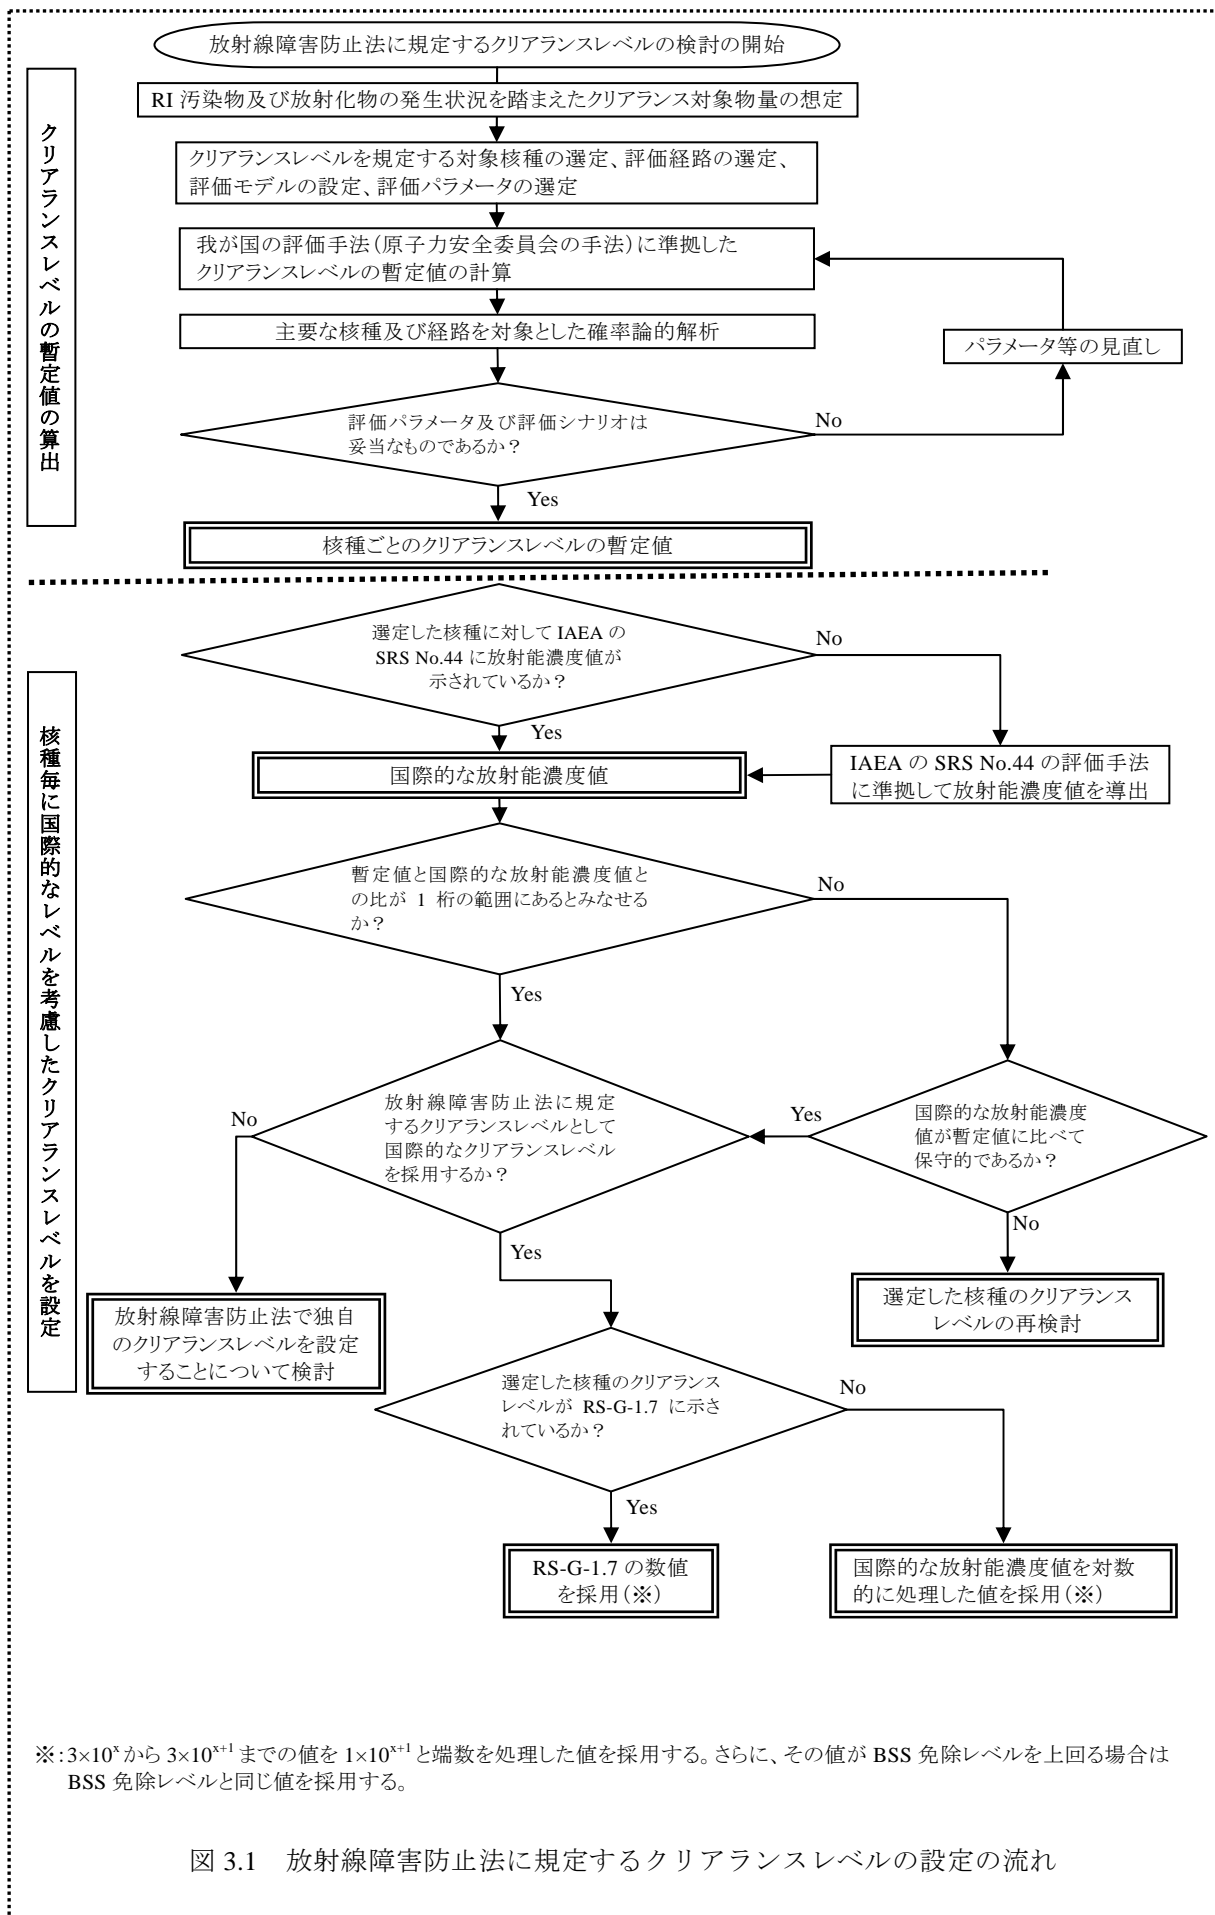 放射線障害防止法に規定するクリアランスレベルの検討の開始
クリアランスレベルの暫定値の算出
RI 汚染物及び放射化物の発生状況を踏まえたクリアランス対象物量の想定
クリアランスレベルを規定する対象核種の選定、評価経路の選定、
評価モデルの設定、評価パラメータの選定
我が国の評価手法(原子力安全委員会の手法)に準拠した
クリアランスレベルの暫定値の計算
主要な核種及び経路を対象とした確率論的解析
パラメータ等の見直し
評価パラメータ及び評価シナリオは
妥当なものであるか?
No
Yes
核種ごとのクリアランスレベルの暫定値
核種毎に国際的なレベルを考慮したクリアランスレベルを設定
選定した核種に対して IAEA の
SRS No.44 に放射能濃度値が
示されているか?
No
Yes
国際的な放射能濃度値
IAEA の SRS No.44 の評価手法
に準拠して放射能濃度値を導出
暫定値と国際的な放射能濃度値と
の比が 1 桁の範囲にあるとみなせる
か?
No
Yes
放射線障害防止法に規定
するクリアランスレベルとして
国際的なクリアランスレベル
を採用するか?
No
Yes
国際的な放射能濃度
値が暫定値に比べて
保守的であるか?
Yes
No
選定した核種のクリアランス
レベルの再検討
放射線障害防止法で独自
のクリアランスレベルを設定
することについて検討
選定した核種のクリアランス
レベルが RS-G-1.7 に示さ
れているか?
No
Yes
RS-G-1.7 の数値
を採用(※)
国際的な放射能濃度値を対数
的に処理した値を採用(※)
※:3×10^x から 3×10^{x+1} までの値を 1×10^{x+1} と端数を処理した値を採用する。さらに、その値が BSS 免除レベルを上回る場合は
BSS 免除レベルと同じ値を採用する。
図 3.1 放射線障害防止法に規定するクリアランスレベルの設定の流れ